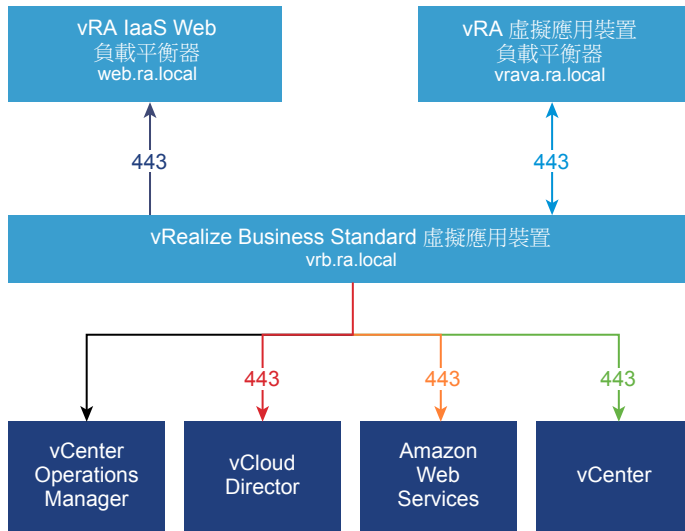 vRA IaaS Web
負載平衡器
web.ra.local
vRA 虛擬應用裝置
負載平衡器
vrava.ra.local
443
443
vRealize Business Standard 虛擬應用裝置
vrb.ra.local
443
443
443
vCenter
Operations
Manager
vCloud
Director
Amazon
Web
Services
vCenter